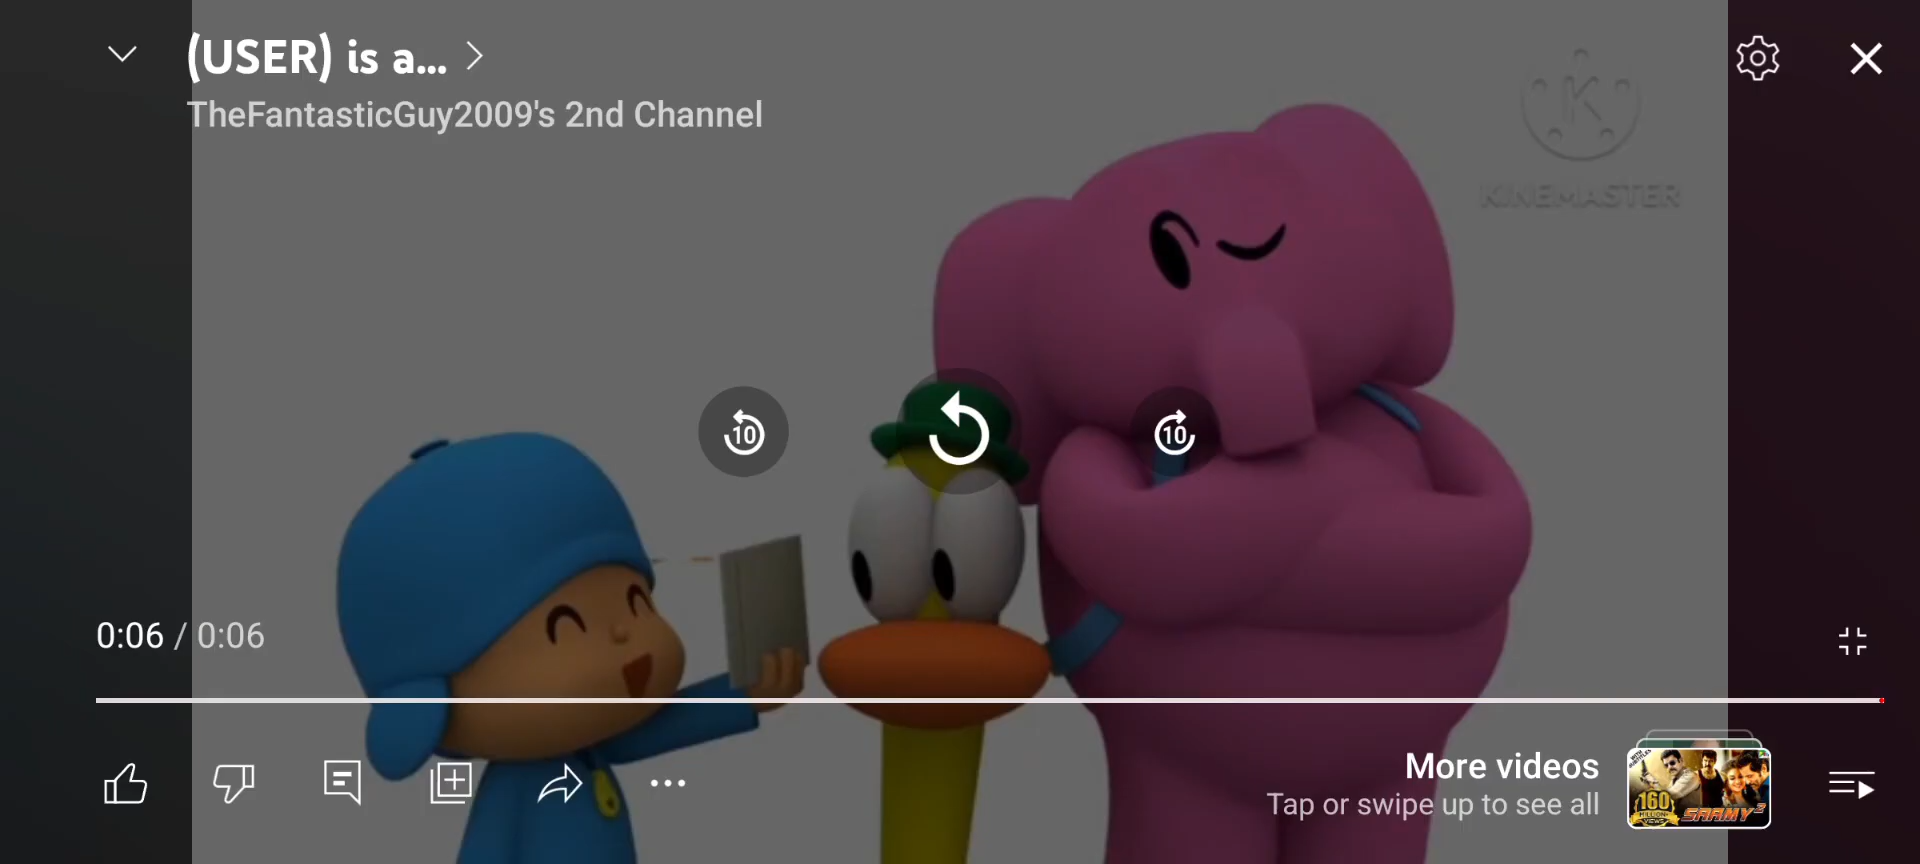 (USER) is a...
TheFantasticGuy2009's 2nd Channel
KINEMASTER
10
10
0:06 / 0:06
More videos
Tap or swipe up to see all
160
SAAMY²